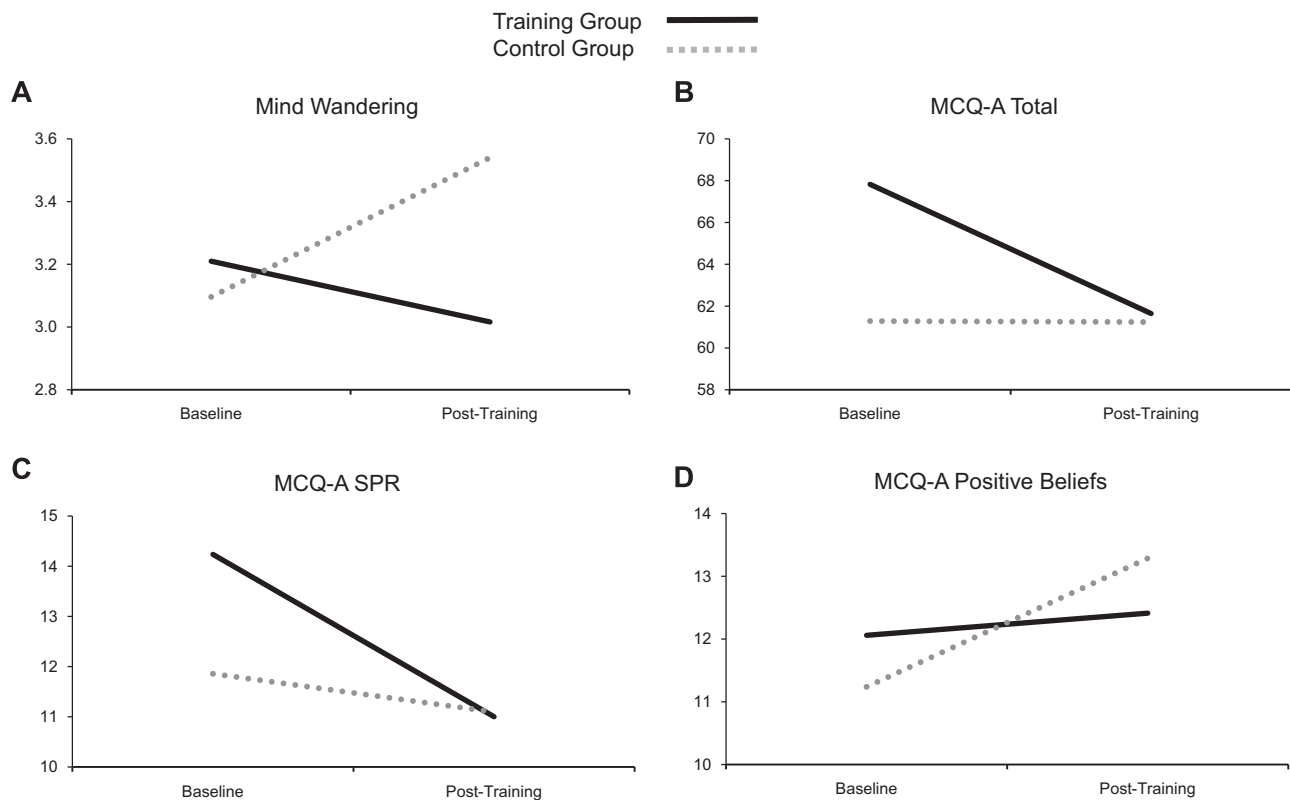 Training Group
Control Group
A
Mind Wandering
3.6
3.4
3.2
3.0
2.8
Baseline
Post-Training
B
MCQ-A Total
70
68
66
64
62
60
58
Baseline
Post-Training
C
MCQ-A SPR
15
14
13
12
11
10
Baseline
Post-Training
D
MCQ-A Positive Beliefs
14
13
12
11
10
Baseline
Post-Training